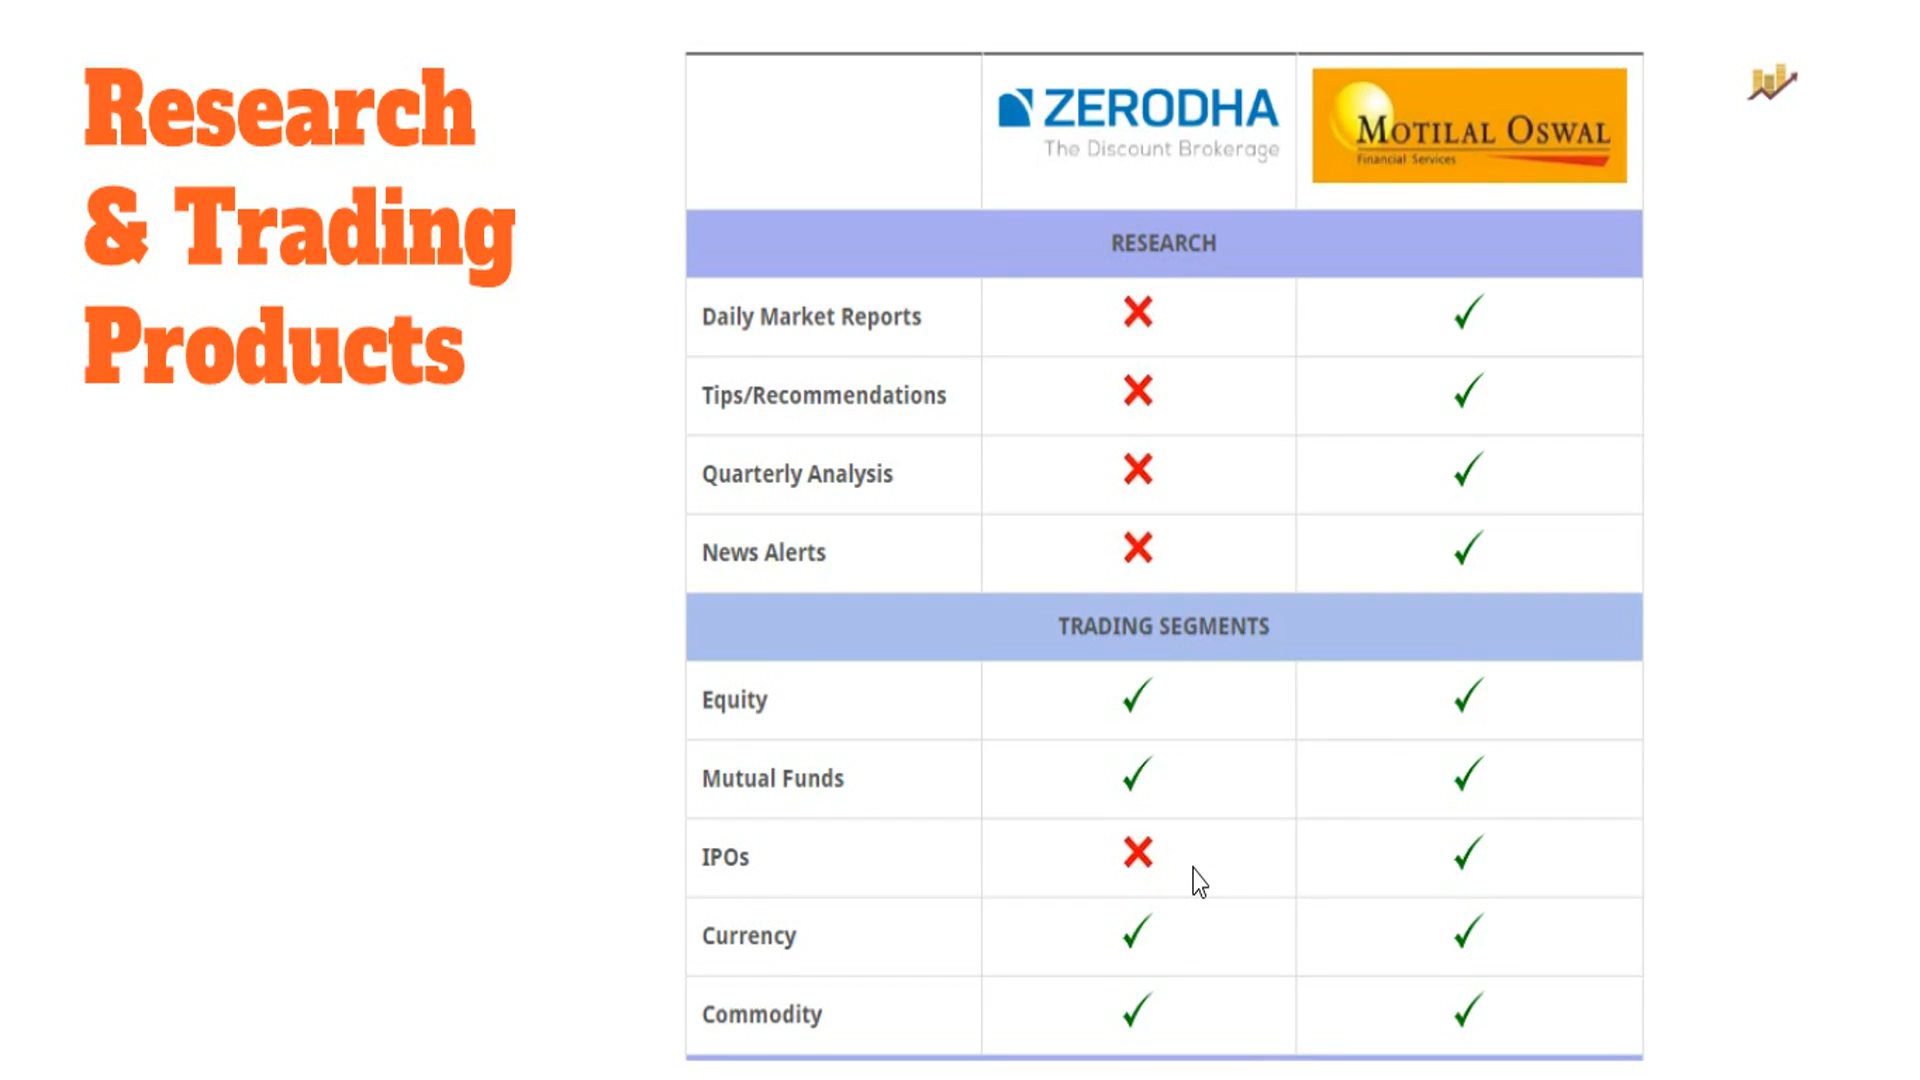 Research
& Trading
Products
ZERODHA
The Discount Brokerage
MOTILAL OSWAL
Financial Services
RESEARCH
Daily Market Reports
Tips/Recommendations
Quarterly Analysis
News Alerts
TRADING SEGMENTS
Equity
Mutual Funds
IPOs
Currency
Commodity